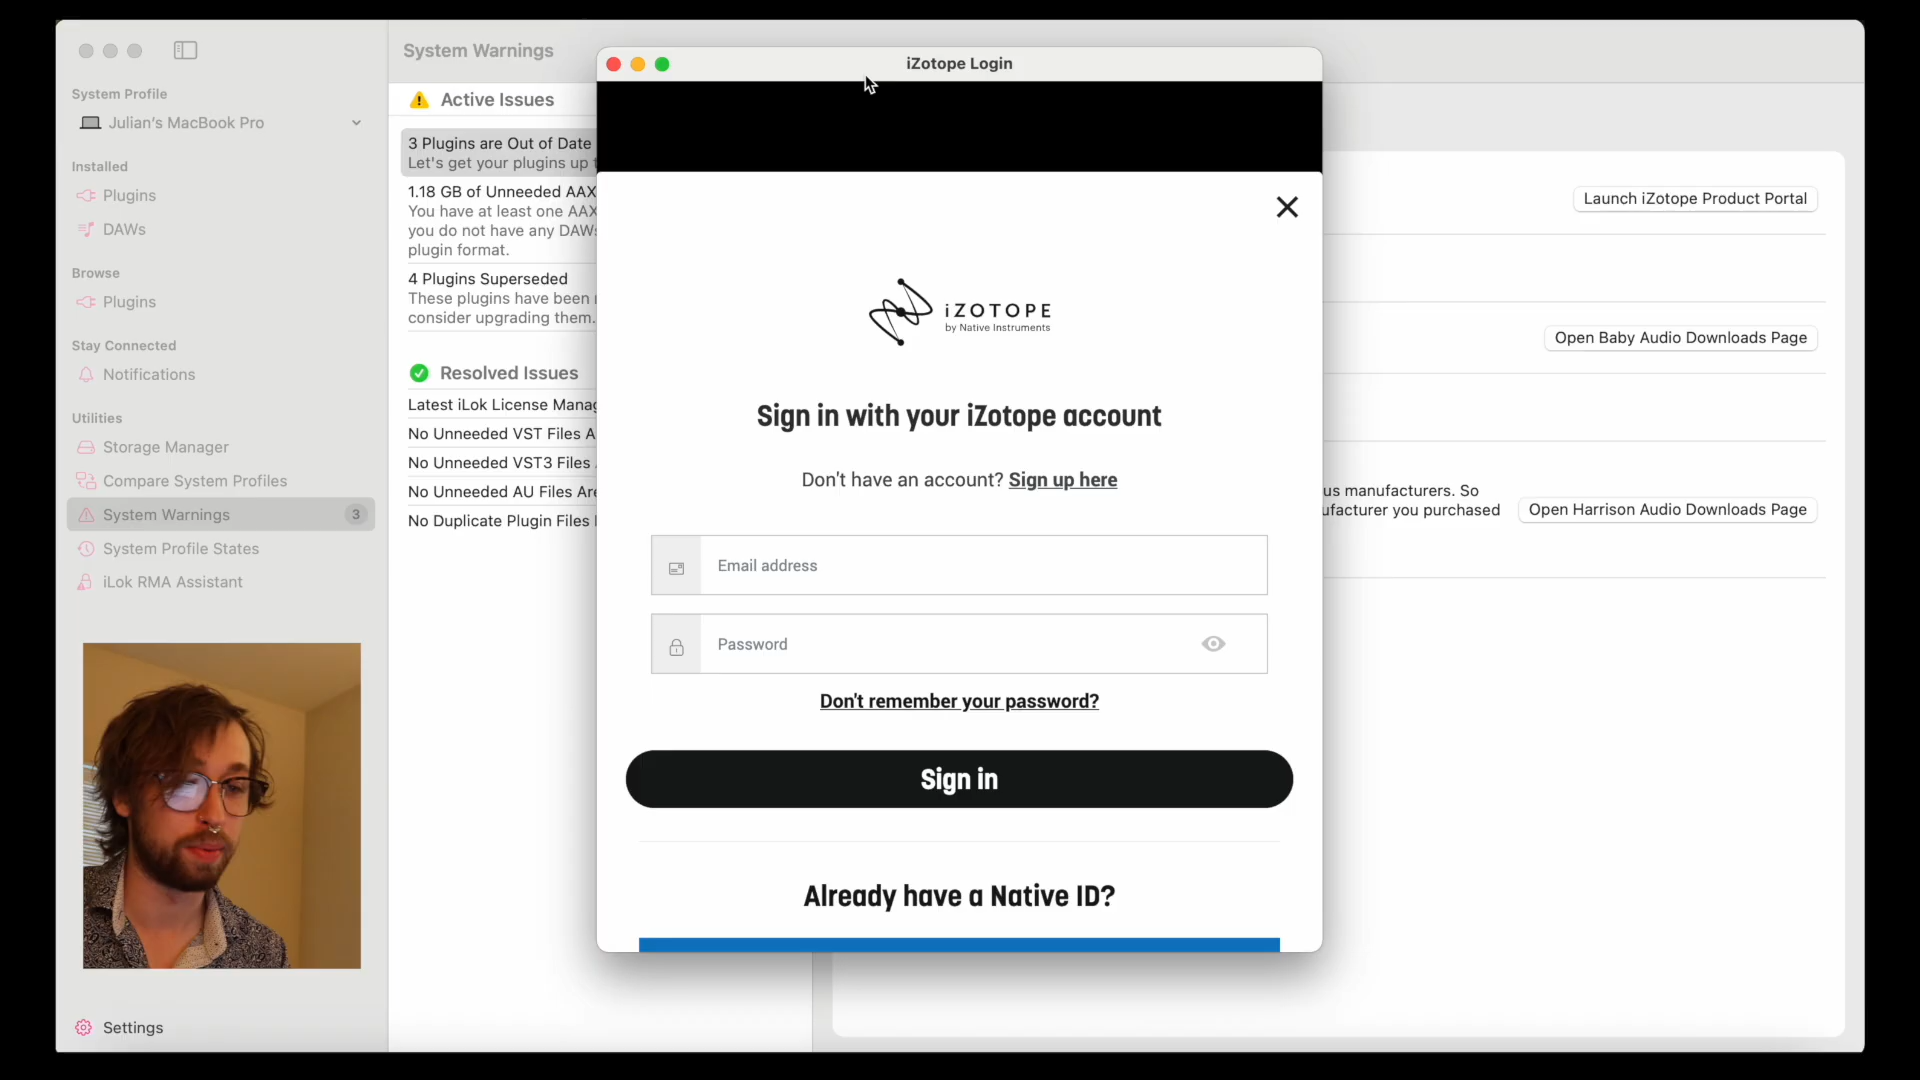 System Profile
Julian's MacBook Pro
Installed
Plugins
DAWs
Browse
Plugins
Stay Connected
Notifications
Utilities
Storage Manager
Compare System Profiles
System Warnings
3
System Profile States
iLok RMA Assistant
Settings
System Warnings
Active Issues
3 Plugins are Out of Date
Let's get your plugins up
1.18 GB of Unneeded AAX
You have at least one AAX
you do not have any DAWs
plugin format.
4 Plugins Superseded
These plugins have been
consider upgrading them.
Resolved Issues
Latest iLok License Manag
No Unneeded VST Files A
No Unneeded VST3 Files
No Unneeded AU Files Are
No Duplicate Plugin Files
iZotope Login
iZOTOPE
by Native Instruments
Sign in with your iZotope account
Don't have an account? Sign up here
Email address
Password
Don't remember your password?
Sign in
Already have a Native ID?
Launch iZotope Product Portal
Open Baby Audio Downloads Page
us manufacturers. So
ufacturer you purchased
Open Harrison Audio Downloads Page